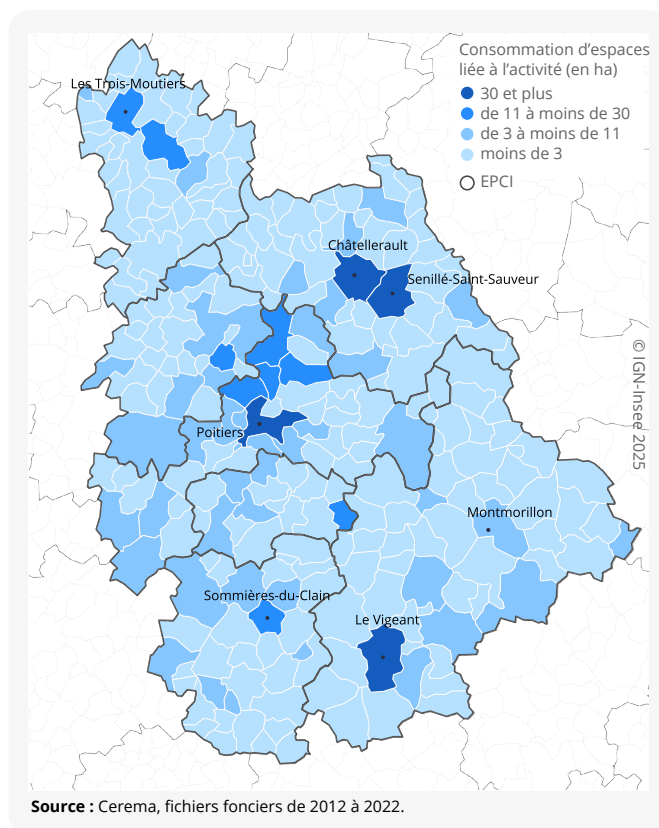 Consommation d’espaces
liée à l’activité (en ha)
30 et plus
de 11 à moins de 30
de 3 à moins de 11
moins de 3
EPCI
Les Trois-Moutiers
Châtellerault
Senillé-Saint-Sauveur
Poitiers
Montmorillon
Sommières-du-Clain
Le Vigeant
© IGN-Insee 2025
Source : Cerema, fichiers fonciers de 2012 à 2022.